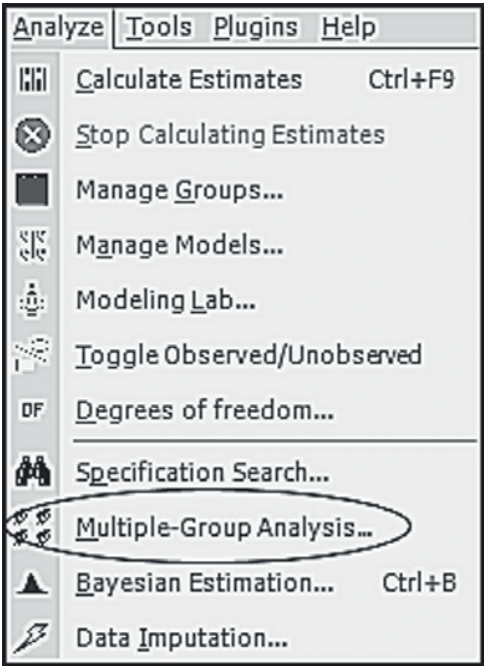 Analyze Tools Plugins Help
Calculate Estimates Ctrl+F9
Stop Calculating Estimates
Manage Groups...
Manage Models...
Modeling Lab...
Toggle Observed/Unobserved
DF Degrees of freedom...
Specification Search...
Multiple-Group Analysis...
Bayesian Estimation... Ctrl+B
Data Imputation...